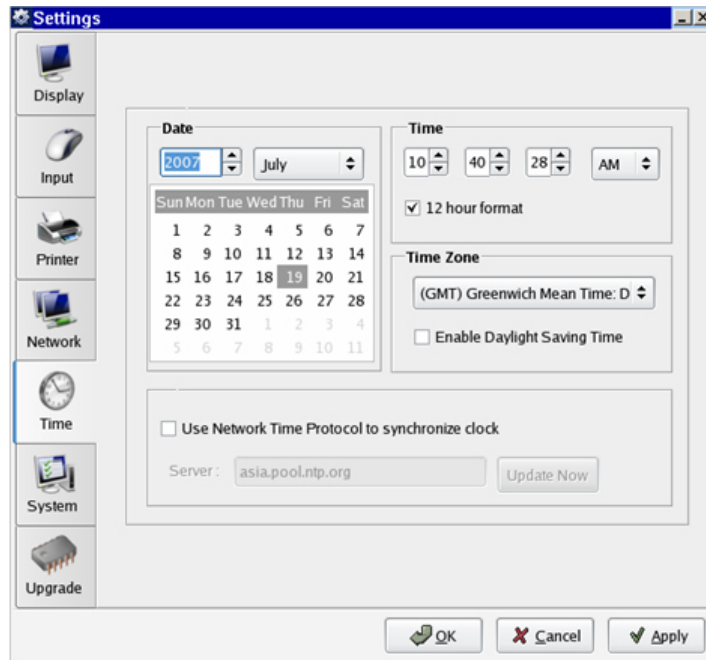 Settings
Display
Input
Printer
Network
Time
System
Upgrade
Date
2007 July
Sun Mon Tue Wed Thu Fri Sat
1 2 3 4 5 6 7
8 9 10 11 12 13 14
15 16 17 18 19 20 21
22 23 24 25 26 27 28
29 30 31 1 2 3 4
5 6 7 8 9 10 11
Time
10 40 28 AM
12 hour format
Time Zone
(GMT) Greenwich Mean Time: D
Enable Daylight Saving Time
Use Network Time Protocol to synchronize clock
Server : asia.pool.ntp.org Update Now
OK Cancel Apply